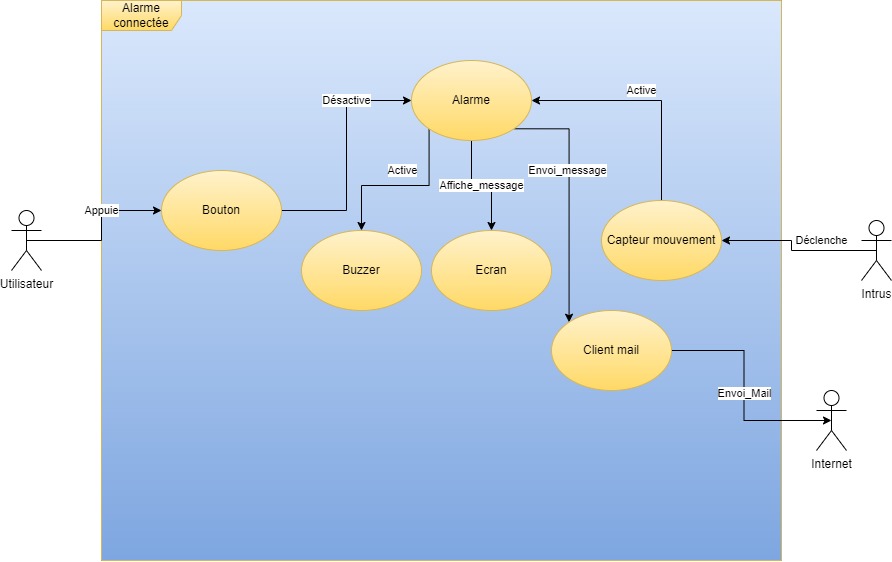 Alarme
connectée
Alarme
Active
Désactive
Active
Envoi_message
Affiche_message
Appuie
Bouton
Capteur mouvement
Déclenche
Utilisateur
Buzzer
Ecran
Intrus
Client mail
Envoi_Mail
Internet